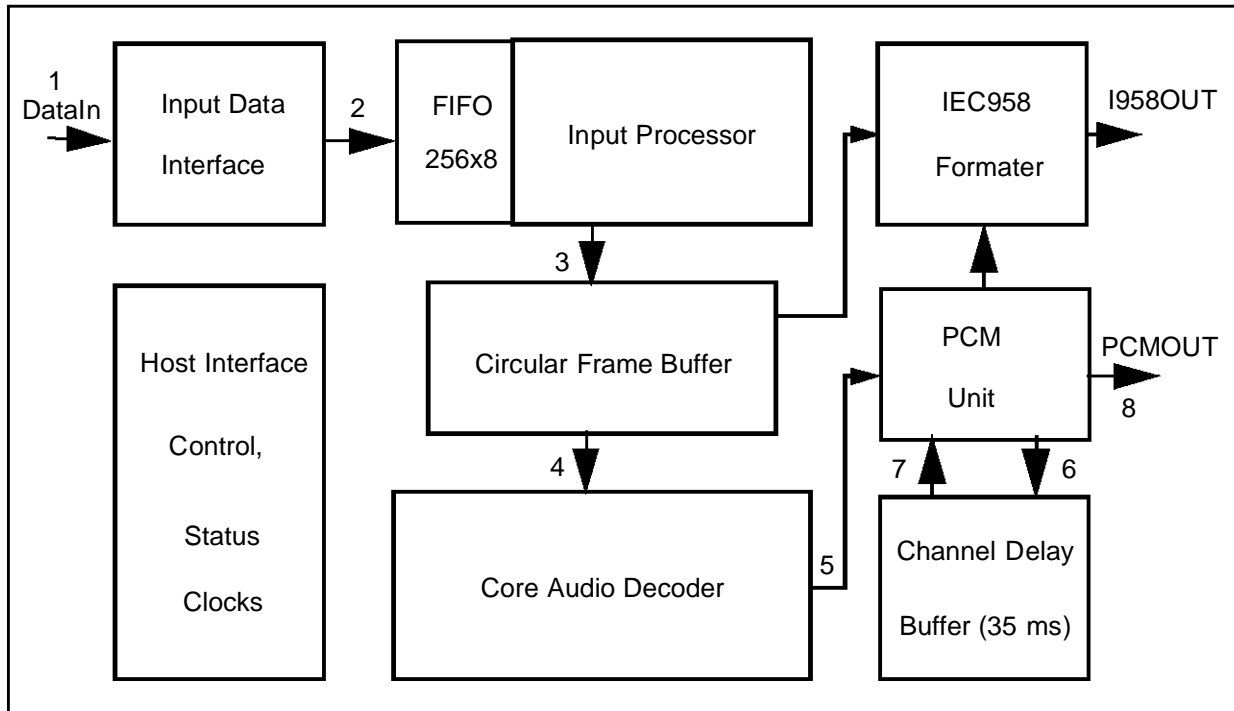 1
DataIn
Input Data
Interface
2
FIFO
256x8
Input Processor
IEC958
Formater
I958OUT
3
Host Interface
Control,
Status
Clocks
Circular Frame Buffer
PCM
Unit
PCMOUT
8
4
7
6
Core Audio Decoder
5
Channel Delay
Buffer (35 ms)